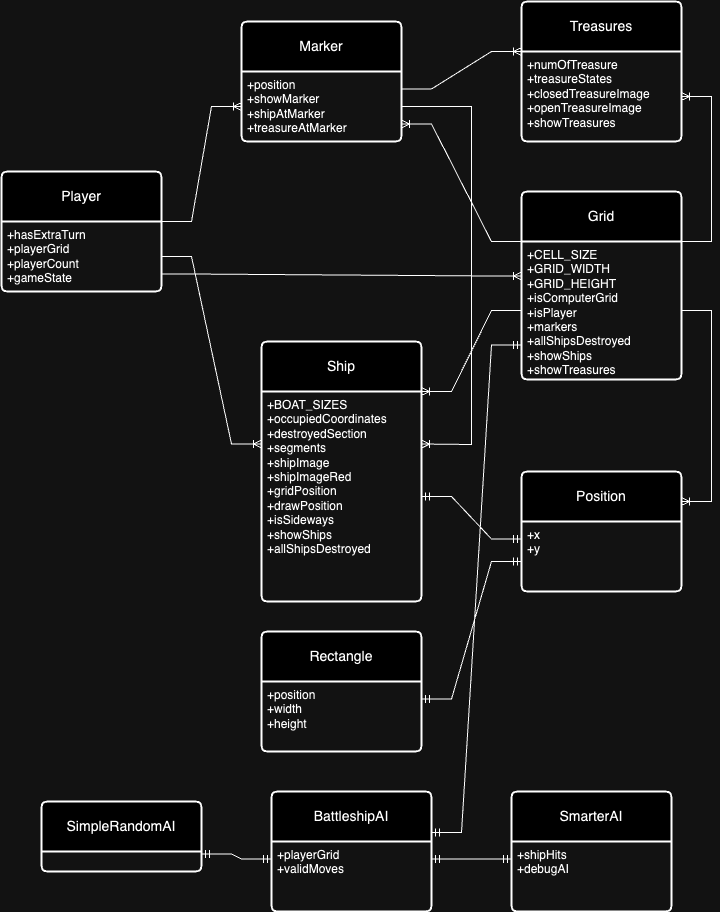 Treasures
+numOfTreasure
+treasureStates
+closedTreasureImage
+openTreasureImage
+showTreasures
Marker
+position
+showMarker
+shipAtMarker
+treasureAtMarker
Player
+hasExtraTurn
+playerGrid
+playerCount
+gameState
Grid
+CELL_SIZE
+GRID_WIDTH
+GRID_HEIGHT
+isComputerGrid
+isPlayer
+markers
+allShipsDestroyed
+showShips
+showTreasures
Ship
+BOAT_SIZES
+occupiedCoordinates
+destroyedSection
+segments
+shipImage
+shipImageRed
+gridPosition
+drawPosition
+isSideways
+showShips
+allShipsDestroyed
Position
+x
+y
Rectangle
+position
+width
+height
SimpleRandomAI
BattleshipAI
+playerGrid
+validMoves
SmarterAI
+shipHits
+debugAI